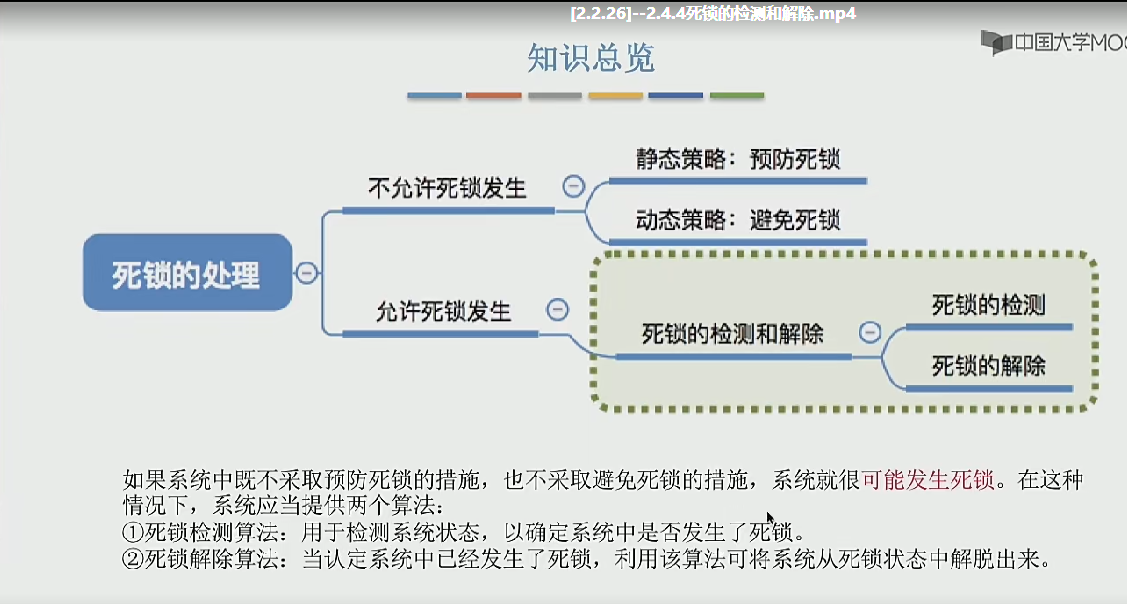 [2.2.26]--2.4.4死锁的检测和解除.mp4
中国大学MOO
知识总览
静态策略：预防死锁
不允许死锁发生
动态策略：避免死锁
死锁的处理
允许死锁发生
死锁的检测和解除
死锁的检测
死锁的解除
如果系统中既不采取预防死锁的措施，也不采取避免死锁的措施，系统就很可能发生死锁。在这种
情况下，系统应当提供两个算法：
①死锁检测算法：用于检测系统状态，以确定系统中是否发生了死锁。
②死锁解除算法：当认定系统中已经发生了死锁，利用该算法可将系统从死锁状态中解脱出来。